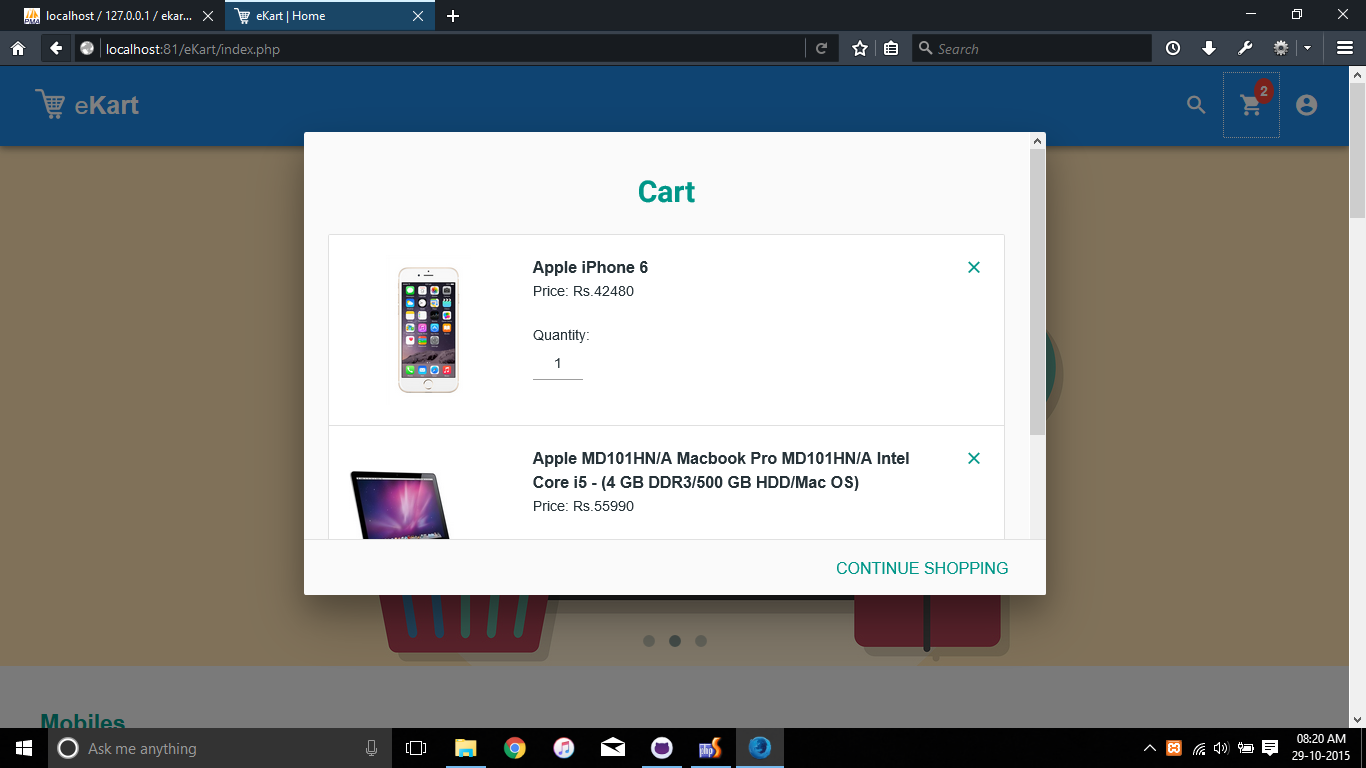 localhost / 127.0.0.1 / ekar...
eKart | Home
localhost:81/eKart/index.php
Search
eKart
2
Cart
Apple iPhone 6
Price: Rs.42480
Quantity:
1
Apple MD101HN/A Macbook Pro MD101HN/A Intel
Core i5 - (4 GB DDR3/500 GB HDD/Mac OS)
Price: Rs.55990
CONTINUE SHOPPING
Mobiles
Ask me anything
php
08:20 AM
29-10-2015